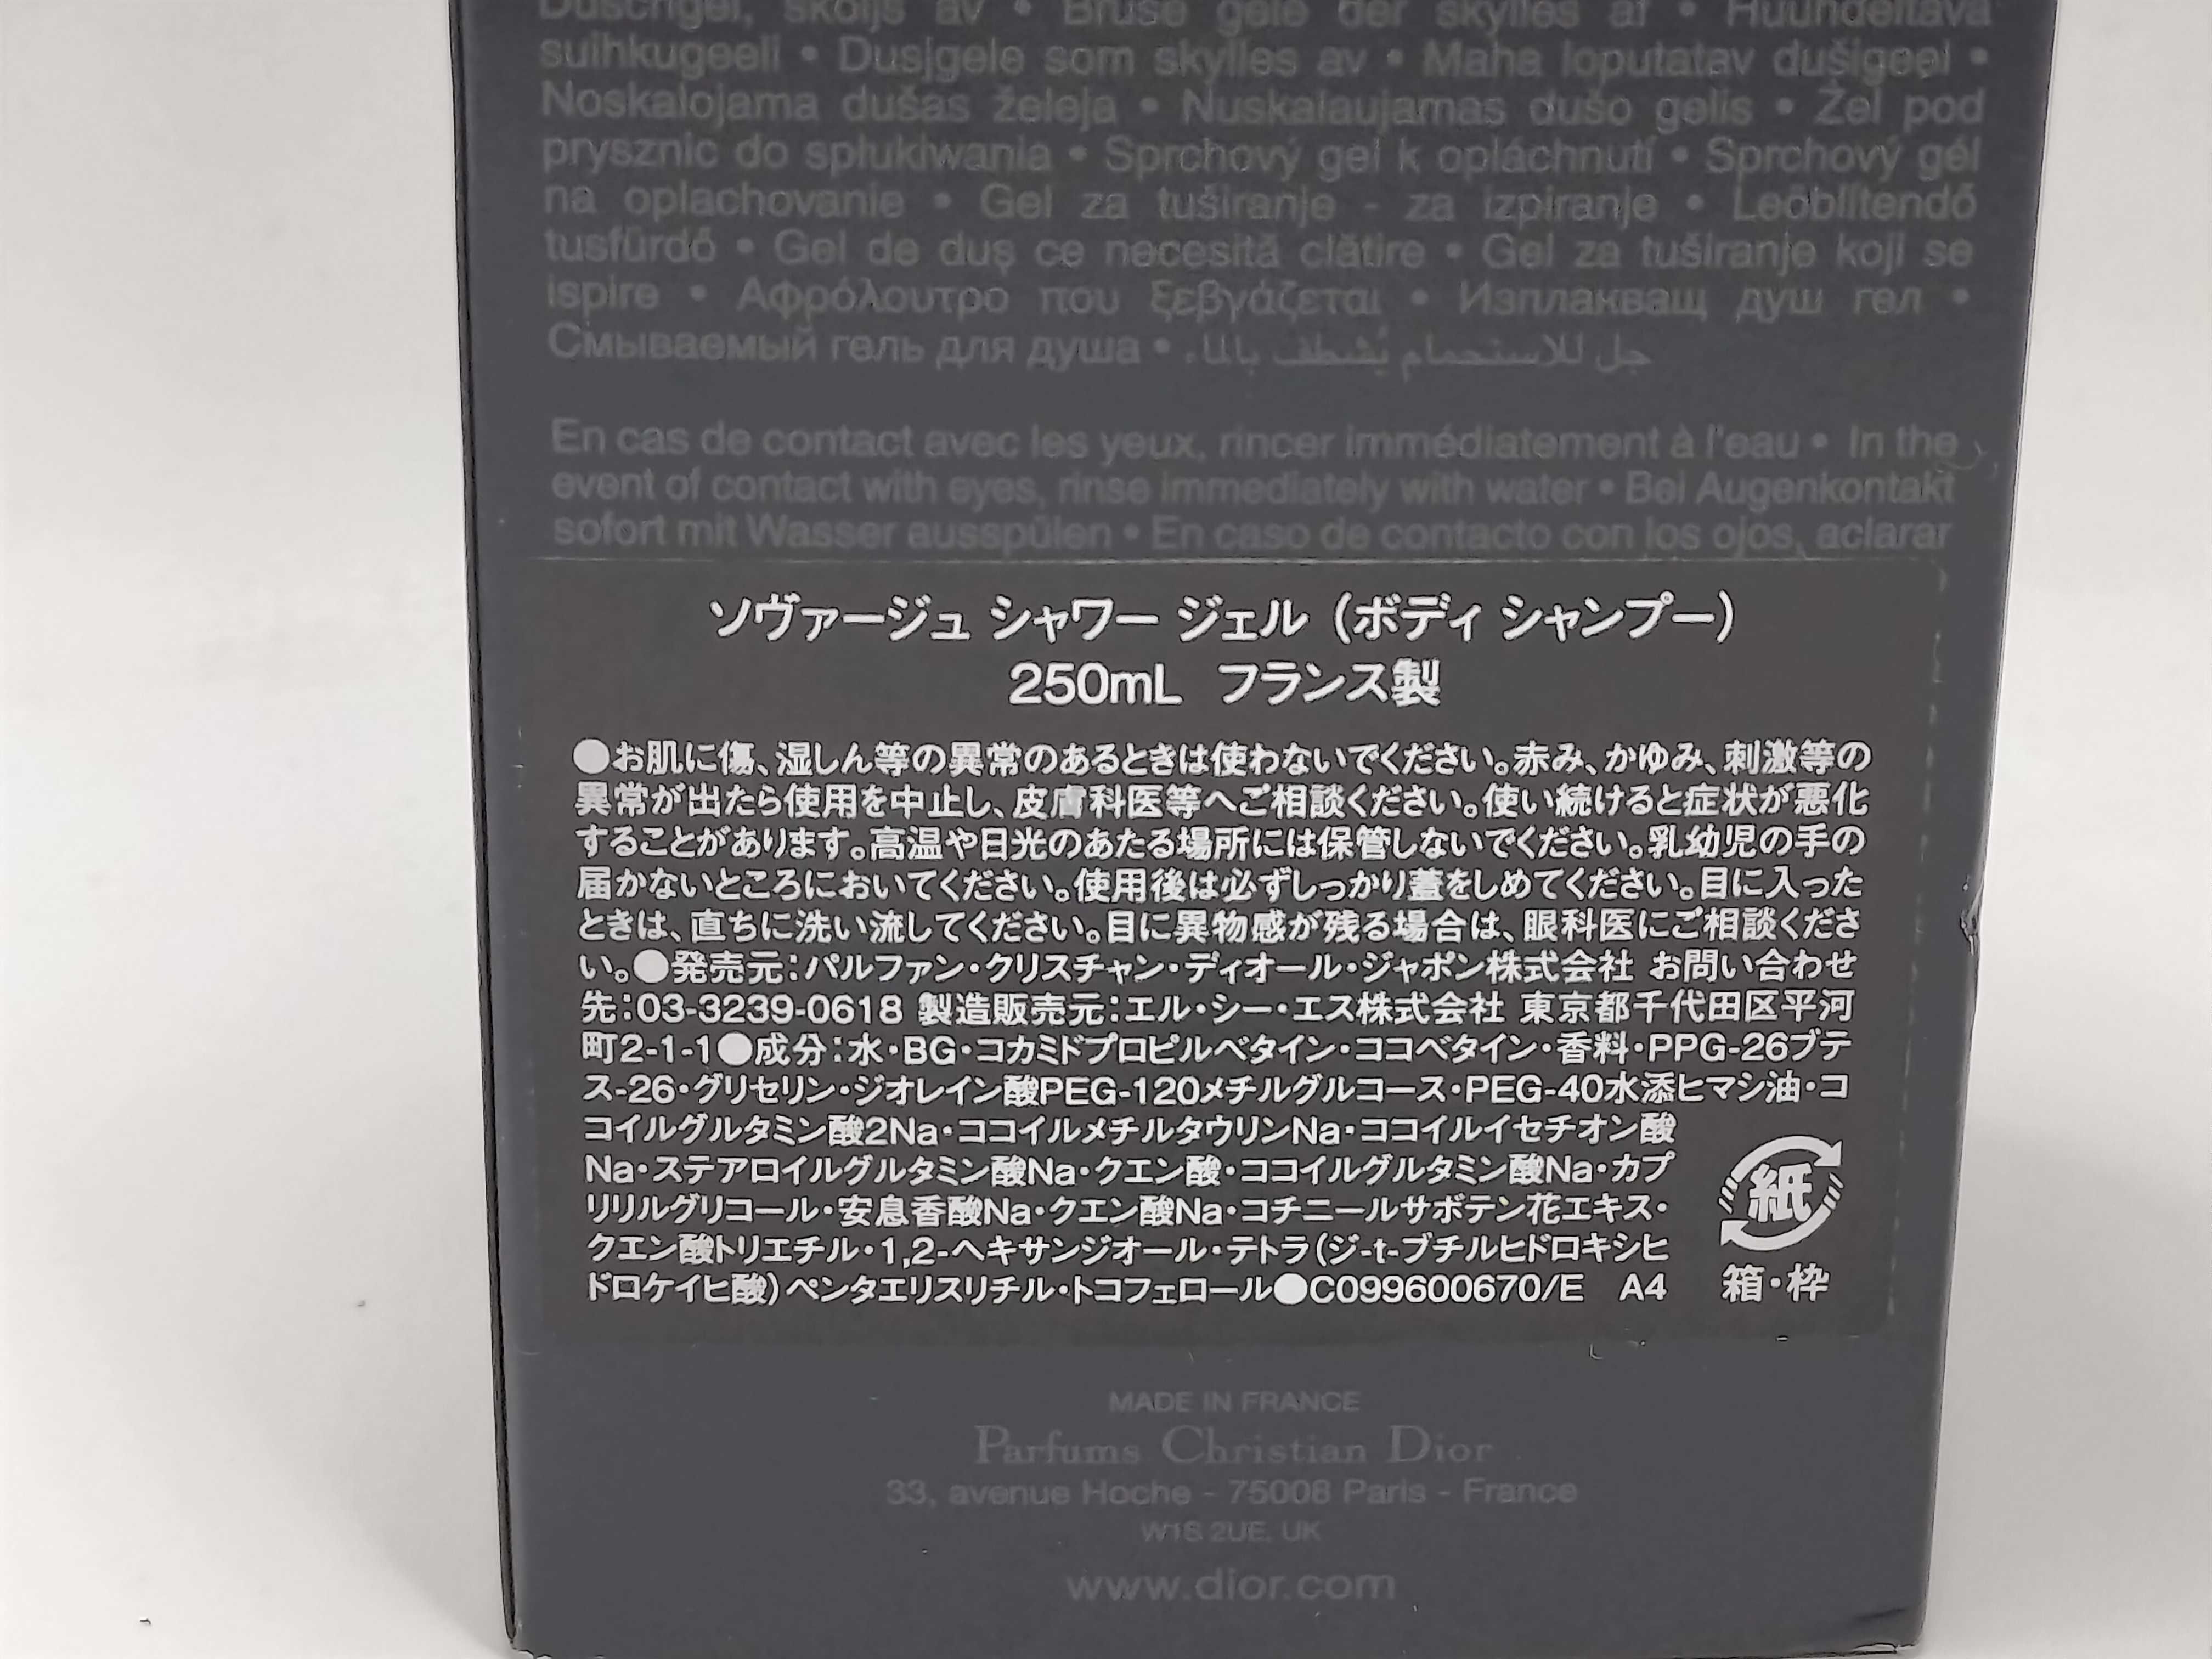 Duschgel, sköljs av • Bruse gele der skylles af • Huuhdeltava
suihkugeeli • Dusjgele som skylles av • Maha loputatav dušigeel •
Noskalojama dušas želeja • Nuskalaujamas dušo gelis • Żel pod
prysznic do spłukiwania • Sprchový gel k opláchnutí • Sprchový gél
na oplachovanie • Gel za tuširanje - za izpiranje • Leöblítendő
tusfürdő • Gel de duş ce necesită clătire • Gel za tuširanje koji se
ispire • Αφρόλουτρο που ξεβγάζεται • Изплакващ душ гел •
Смываемый гель для душа • جل للاستحمام يُشطف بالماء.
En cas de contact avec les yeux, rincer immédiatement à l'eau • In the
event of contact with eyes, rinse immediately with water • Bei Augenkontakt
sofort mit Wasser ausspülen • En caso de contacto con los ojos, aclarar
ソヴァージュ シャワー ジェル（ボディ シャンプー）
250mL フランス製
●お肌に傷、湿しん等の異常のあるときは使わないでください。赤み、かゆみ、刺激等の
異常が出たら使用を中止し、皮膚科医等へご相談ください。使い続けると症状が悪化
することがあります。高温や日光のあたる場所には保管しないでください。乳幼児の手の
届かないところにおいてください。使用後は必ずしっかり蓋をしめてください。目に入った
ときは、直ちに洗い流してください。目に異物感が残る場合は、眼科医にご相談くださ
い。●発売元：パルファン・クリスチャン・ディオール・ジャポン株式会社 お問い合わせ
先：03-3239-0618 製造販売元：エル・シー・エス株式会社 東京都千代田区平河
町2-1-1●成分：水・BG・コカミドプロピルベタイン・ココベタイン・香料・PPG-26ブテ
ス-26・グリセリン・ジオレイン酸PEG-120メチルグルコース・PEG-40水添ヒマシ油・コ
コイルグルタミン酸2Na・ココイルメチルタウリンNa・ココイルイセチオン酸
Na・ステアロイルグルタミン酸Na・クエン酸・ココイルグルタミン酸Na・カプ
リリルグリコール・安息香酸Na・クエン酸Na・コチニールサボテン花エキス・
クエン酸トリエチル・1,2-ヘキサンジオール・テトラ(ジ-t-ブチルヒドロキシヒ
ドロケイヒ酸)ペンタエリスリチル・トコフェロール●C099600670/E A4
紙
箱・枠
MADE IN FRANCE
Parfums Christian Dior
33, avenue Hoche - 75008 Paris - France
W1S 2UE, UK
www.dior.com